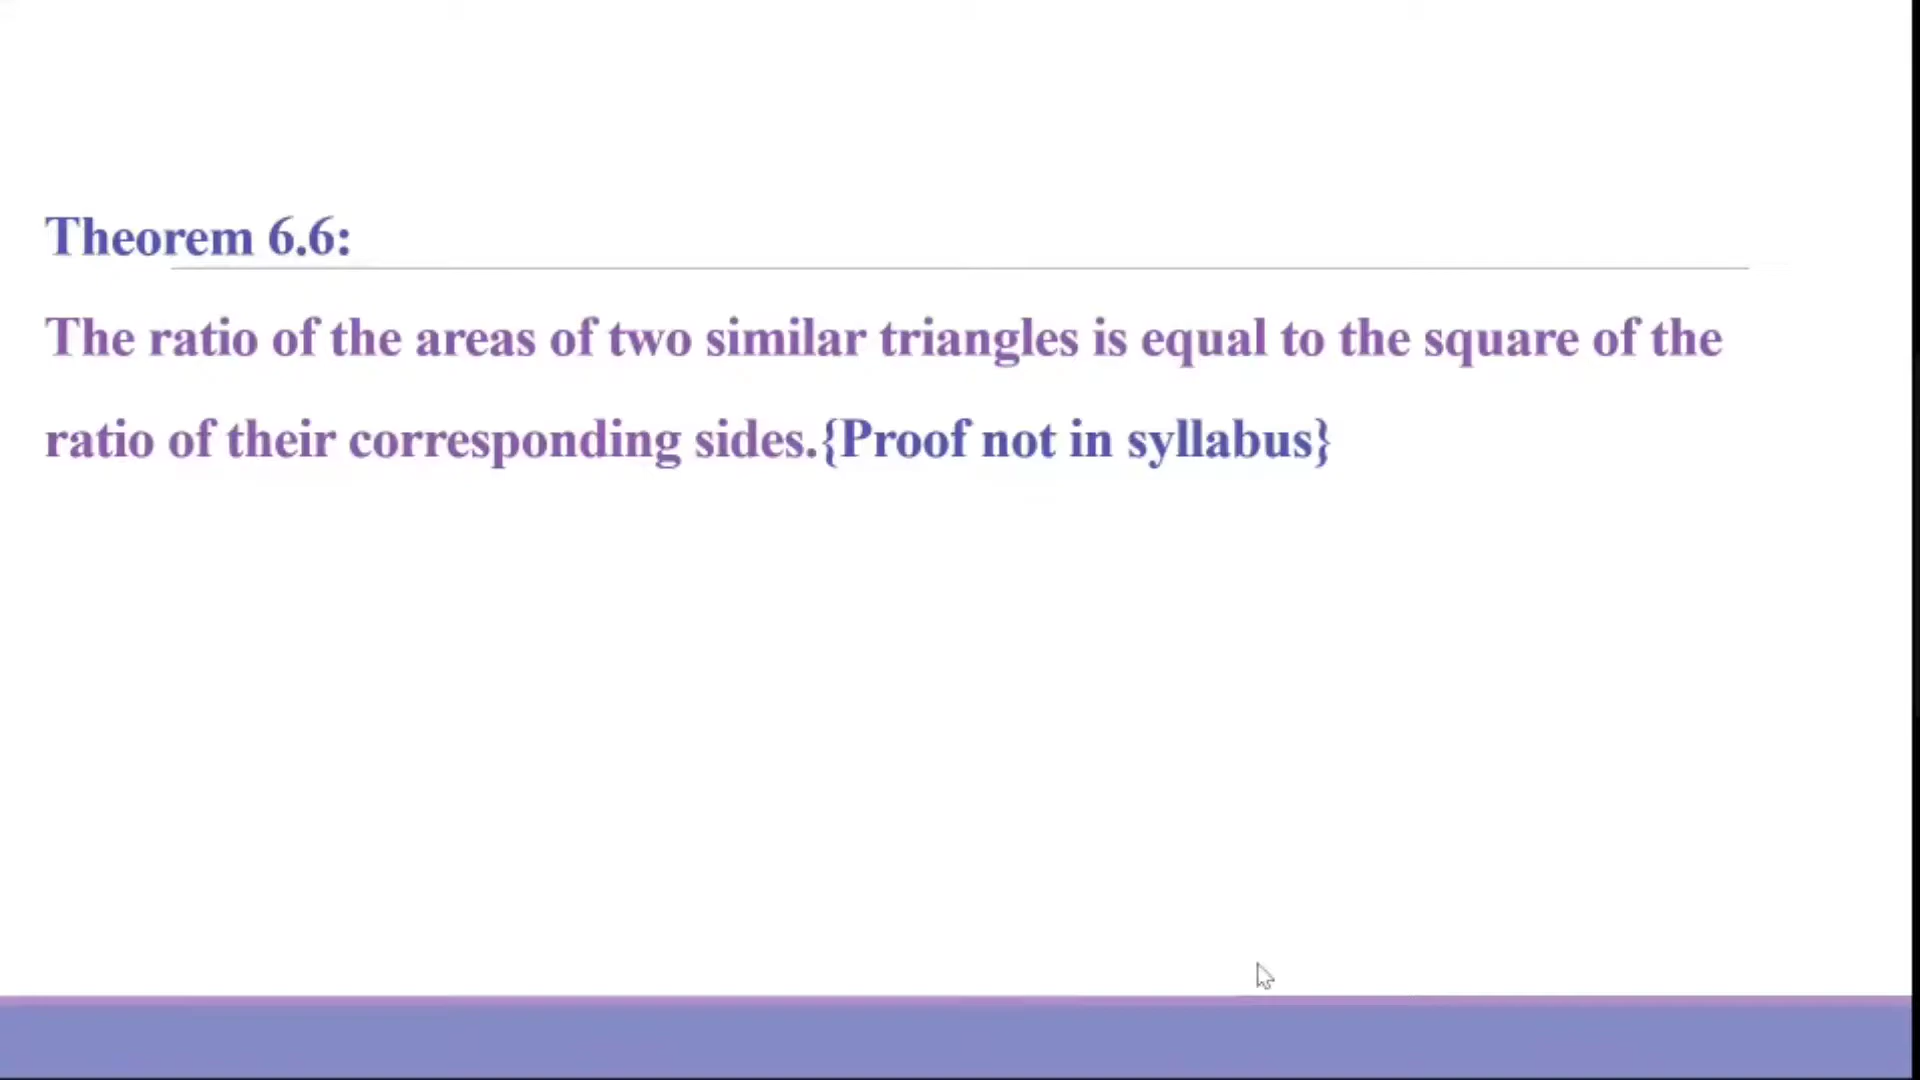 Theorem 6.6:
The ratio of the areas of two similar triangles is equal to the square of the
ratio of their corresponding sides.{Proof not in syllabus}